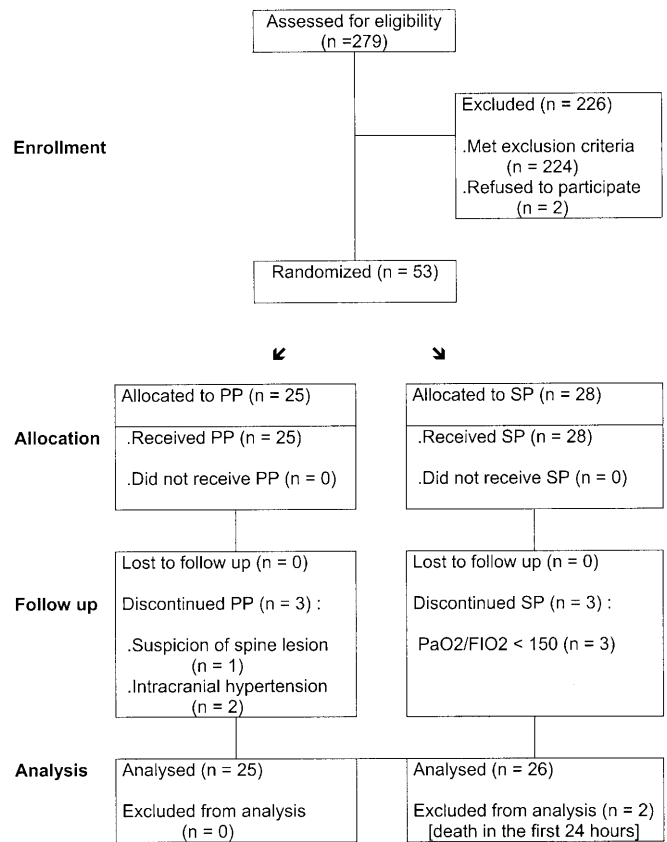 Assessed for eligibility
(n =279)
Enrollment
Excluded (n = 226)
.Met exclusion criteria
(n = 224)
.Refused to participate
(n = 2)
Randomized (n = 53)
Allocation
Allocated to PP (n = 25)
.Received PP (n = 25)
.Did not receive PP (n = 0)
Allocated to SP (n = 28)
.Received SP (n = 28)
.Did not receive SP (n = 0)
Follow up
Lost to follow up (n = 0)
Discontinued PP (n = 3) :
.Suspicion of spine lesion
(n = 1)
.Intracranial hypertension
(n = 2)
Lost to follow up (n = 0)
Discontinued SP (n = 3) :
PaO2/FIO2 < 150 (n = 3)
Analysis
Analysed (n = 25)
Excluded from analysis
(n = 0)
Analysed (n = 26)
Excluded from analysis (n = 2)
[death in the first 24 hours]